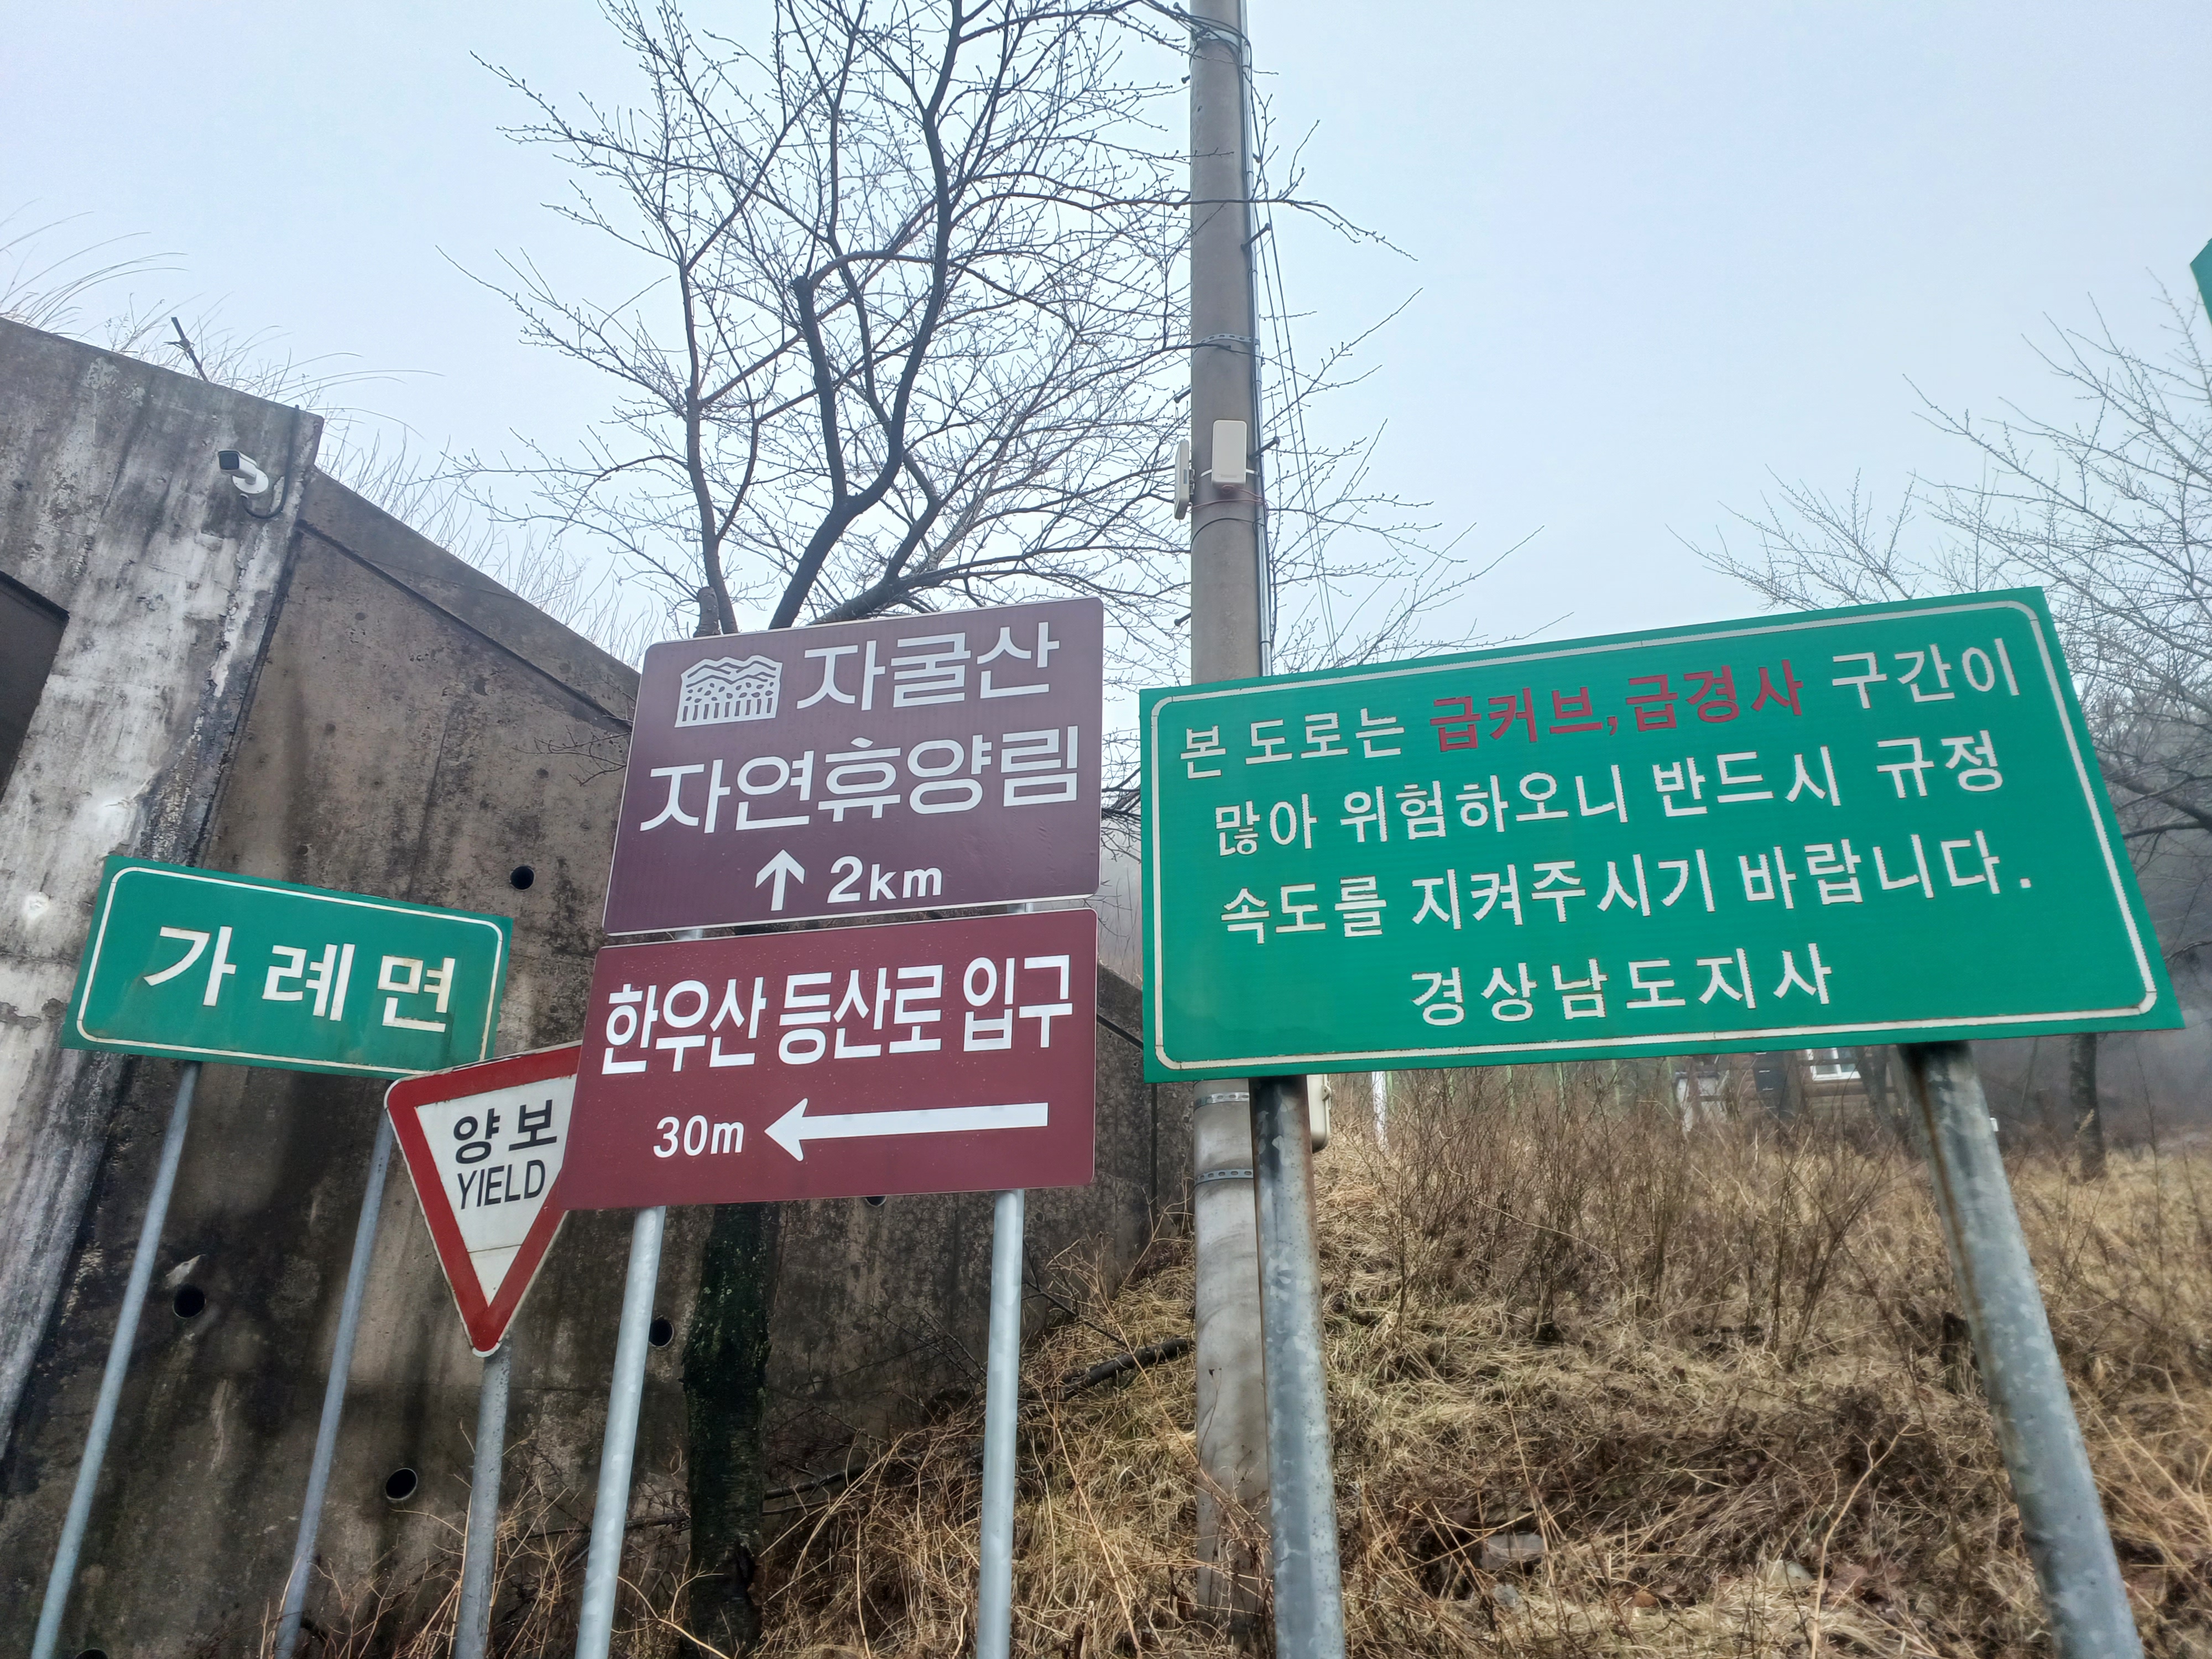 가례면
양보
YIELD
자굴산
자연휴양림
↑ 2km
한우산 등산로 입구
30m ←
본 도로는 급커브,급경사 구간이
많아 위험하오니 반드시 규정
속도를 지켜주시기 바랍니다.
경상남도지사